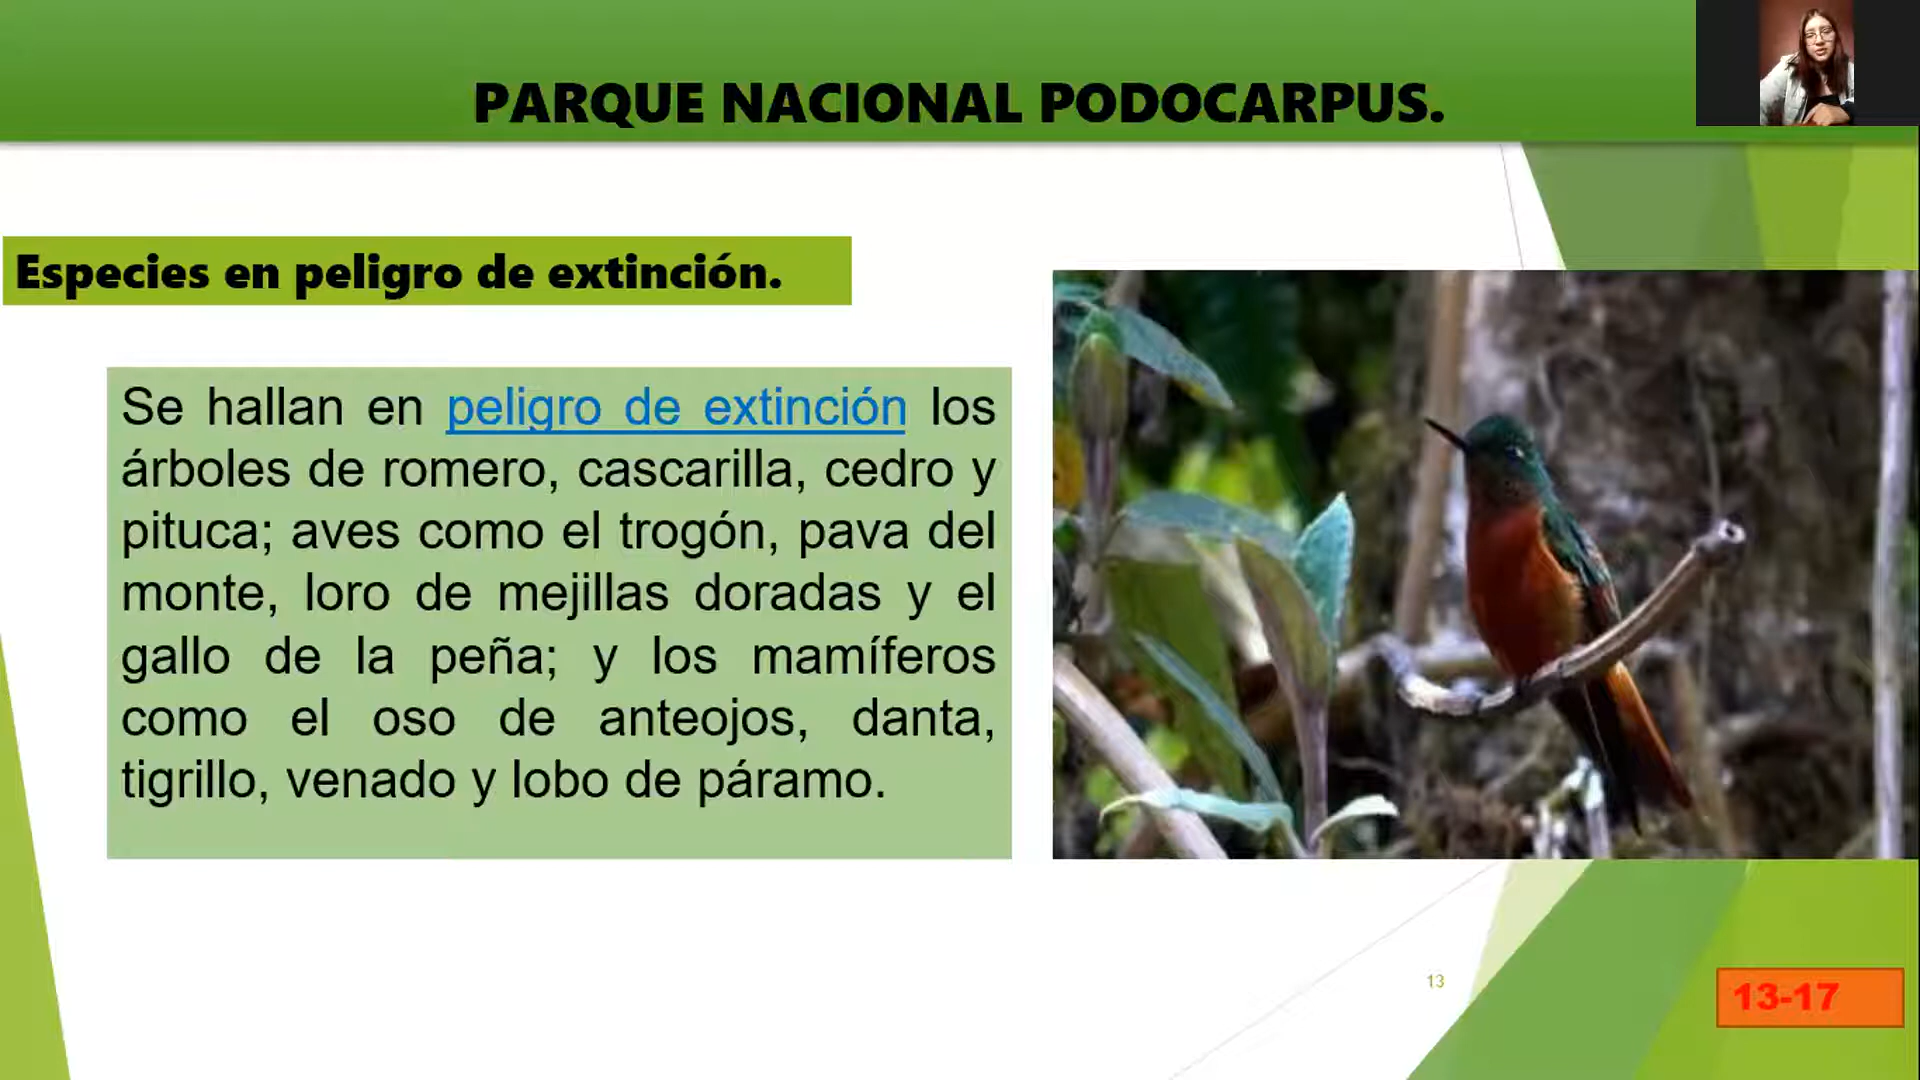 PARQUE NACIONAL PODOCARPUS.
Especies en peligro de extinción.
Se hallan en peligro de extinción los
árboles de romero, cascarilla, cedro y
pituca; aves como el trogón, pava del
monte, loro de mejillas doradas y el
gallo de la peña; y los mamíferos
como el oso de anteojos, danta,
tigrillo, venado y lobo de páramo.
13
13-17